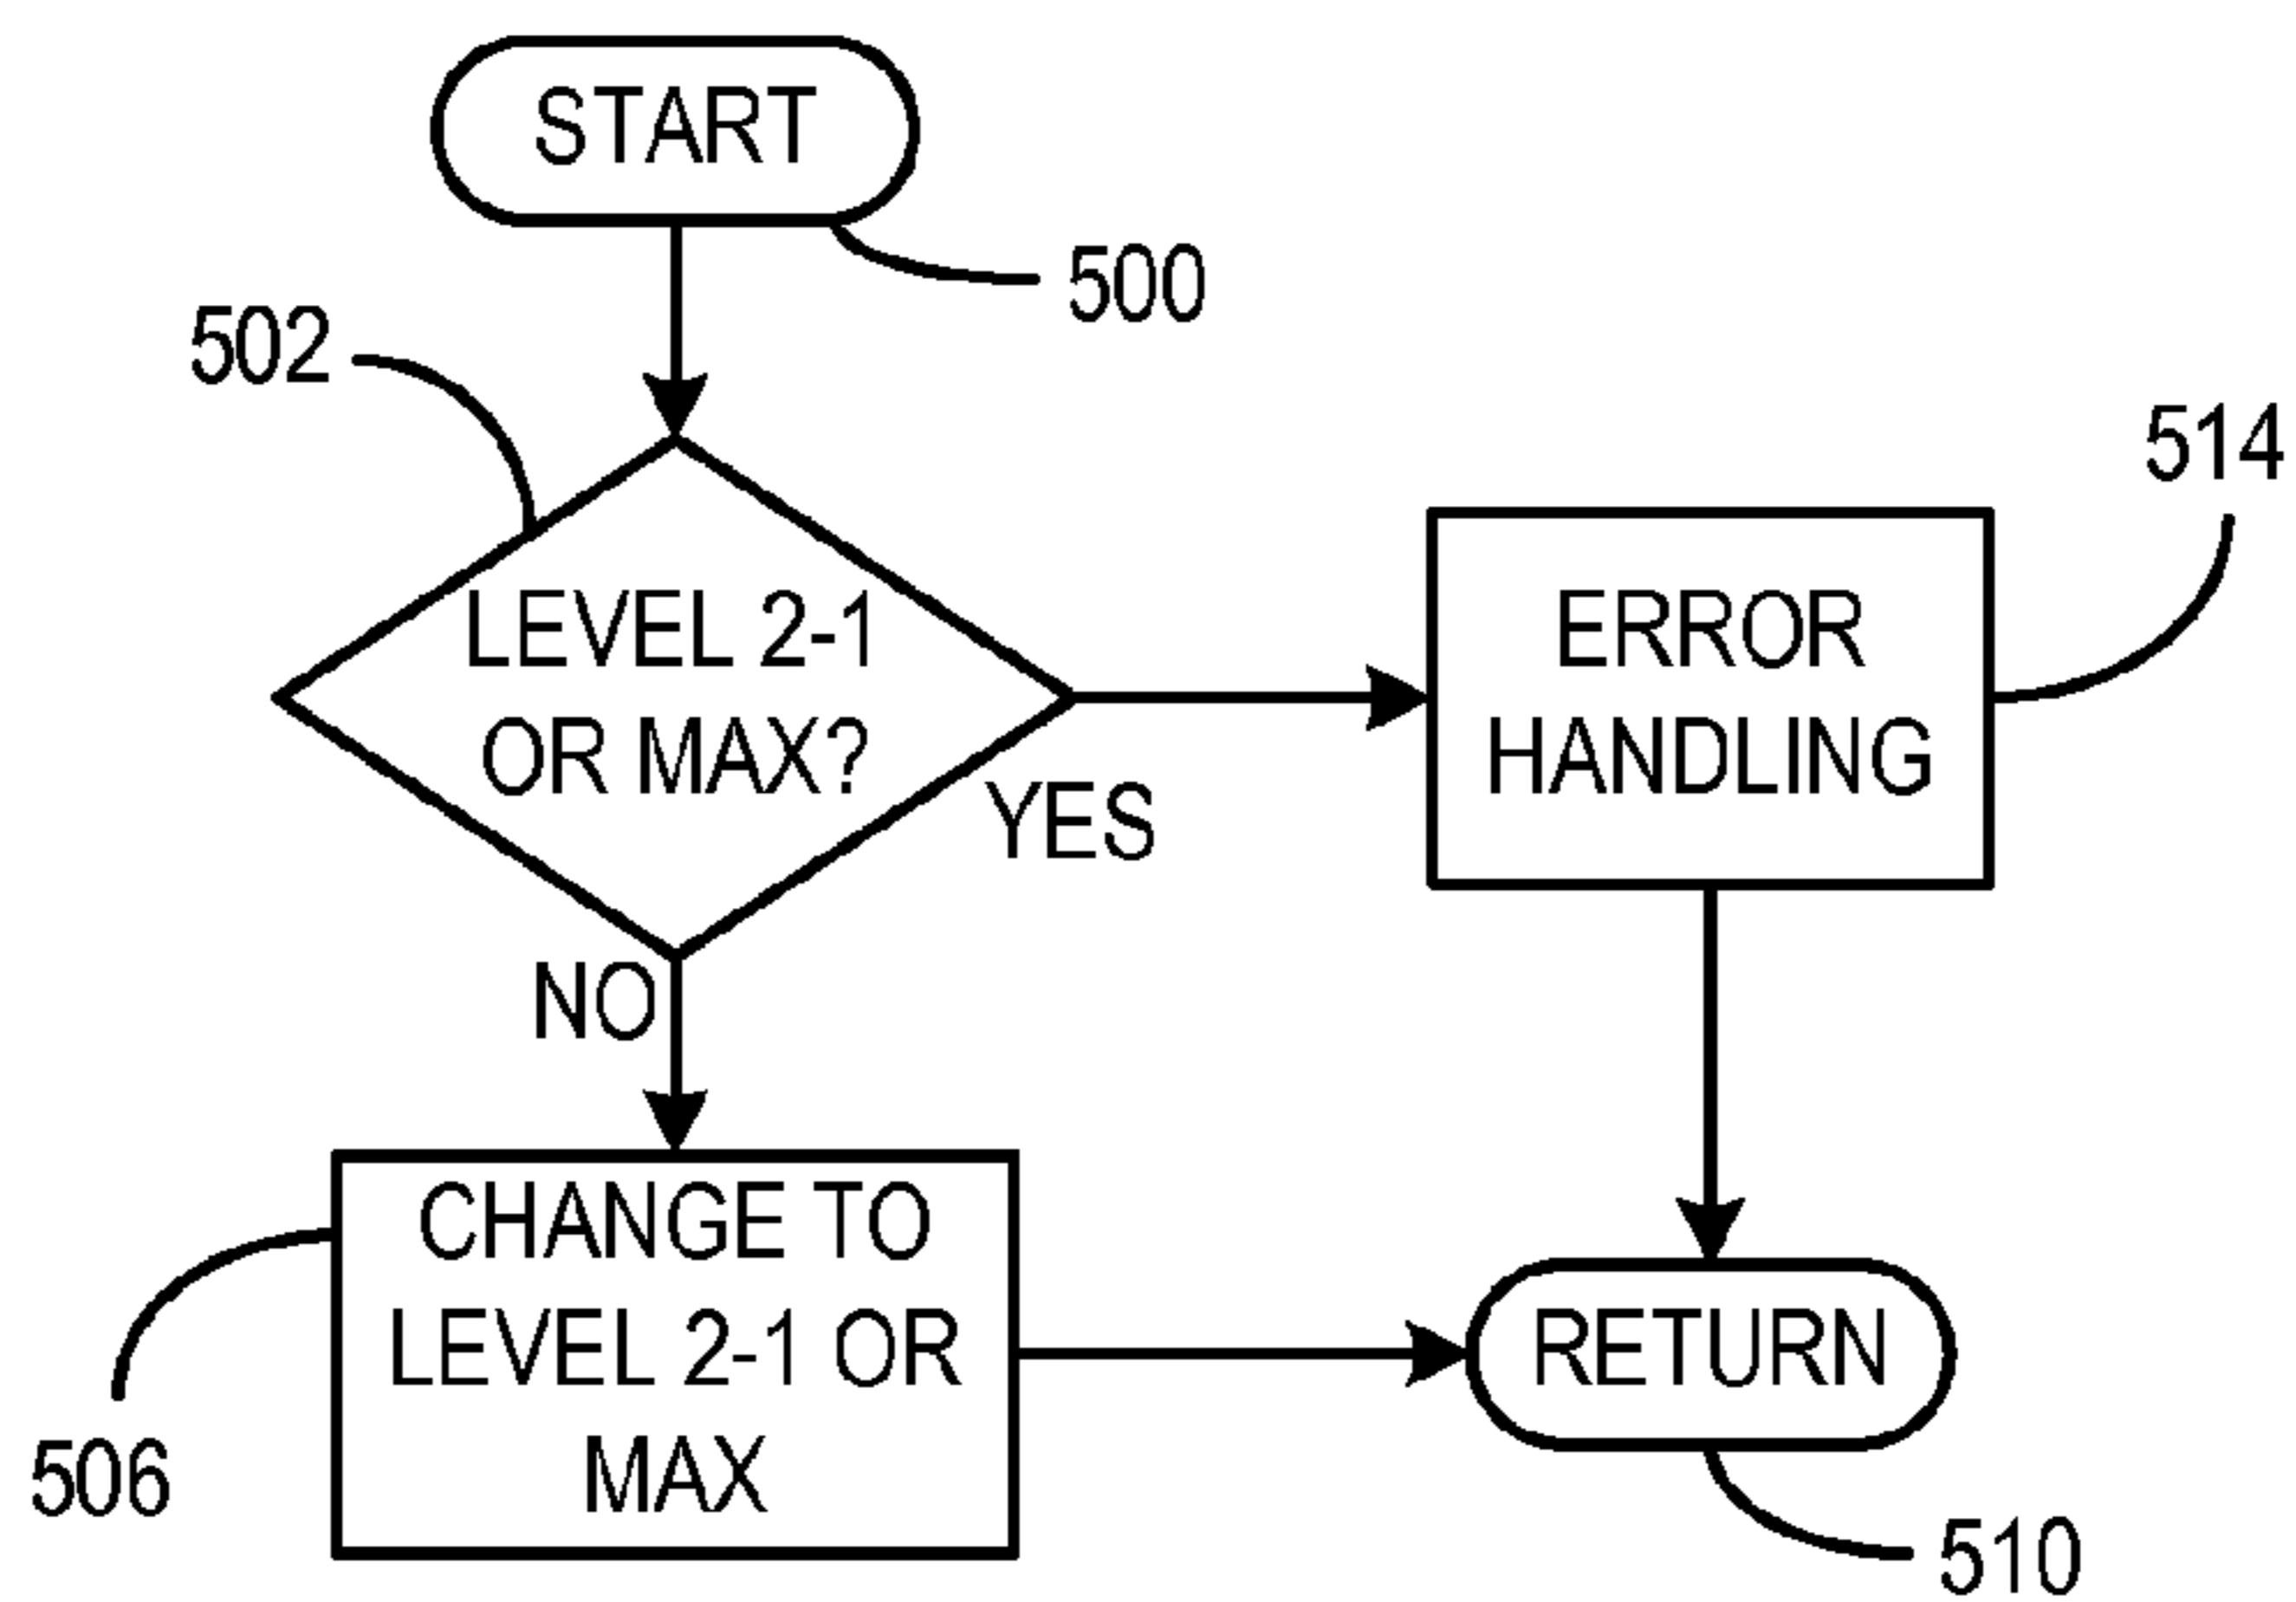 START
500
502
LEVEL 2-1
OR MAX?
YES
NO
514
ERROR
HANDLING
CHANGE TO
LEVEL 2-1 OR
MAX
506
RETURN
510